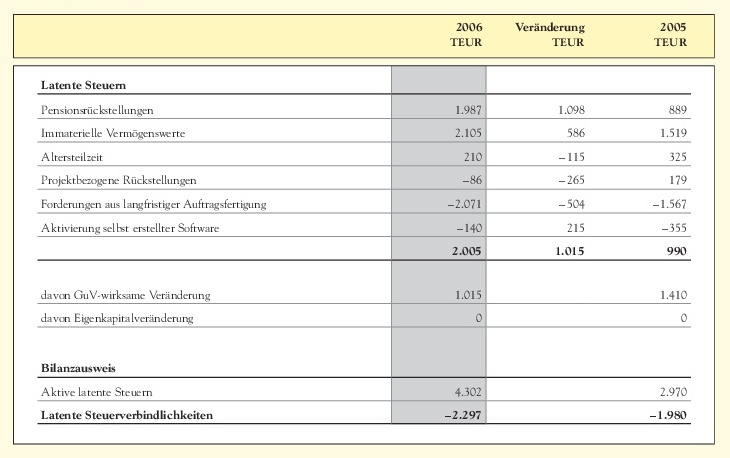 2006 Veränderung 2005
TEUR TEUR TEUR
Latente Steuern
Pensionsrückstellungen 1.987 1.098 889
Immaterielle Vermögenswerte 2.105 586 1.519
Altersteilzeit 210 –115 325
Projektbezogene Rückstellungen –86 –265 179
Forderungen aus langfristiger Auftragsfertigung –2.071 –504 –1.567
Aktivierung selbst erstellter Software –140 215 –355
2.005 1.015 990
davon GuV-wirksame Veränderung 1.015 1.410
davon Eigenkapitalveränderung 0 0
Bilanzausweis
Aktive latente Steuern 4.302 2.970
Latente Steuerverbindlichkeiten –2.297 –1.980